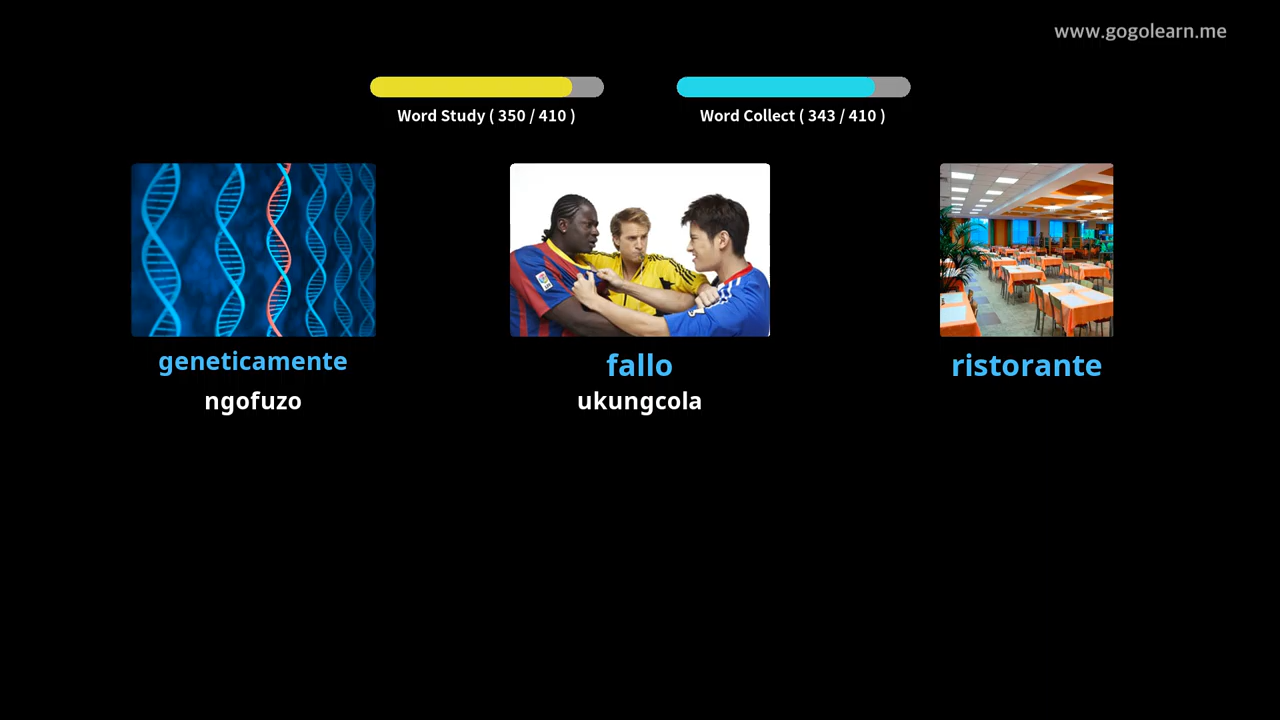 www.gogolearn.me
Word Study ( 350 / 410 )
Word Collect ( 343 / 410 )
geneticamente
fallo
ristorante
ngofuzo
ukungcola